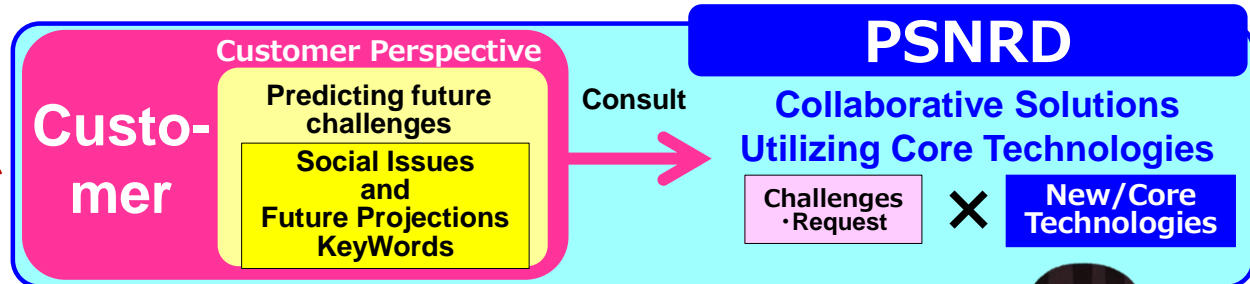 Customer Perspective
Custo-
mer
Predicting future
challenges
Social Issues
and
Future Projections
KeyWords
Consult
PSNRD
Collaborative Solutions
Utilizing Core Technologies
Challenges
・Request
×
New/Core
Technologies